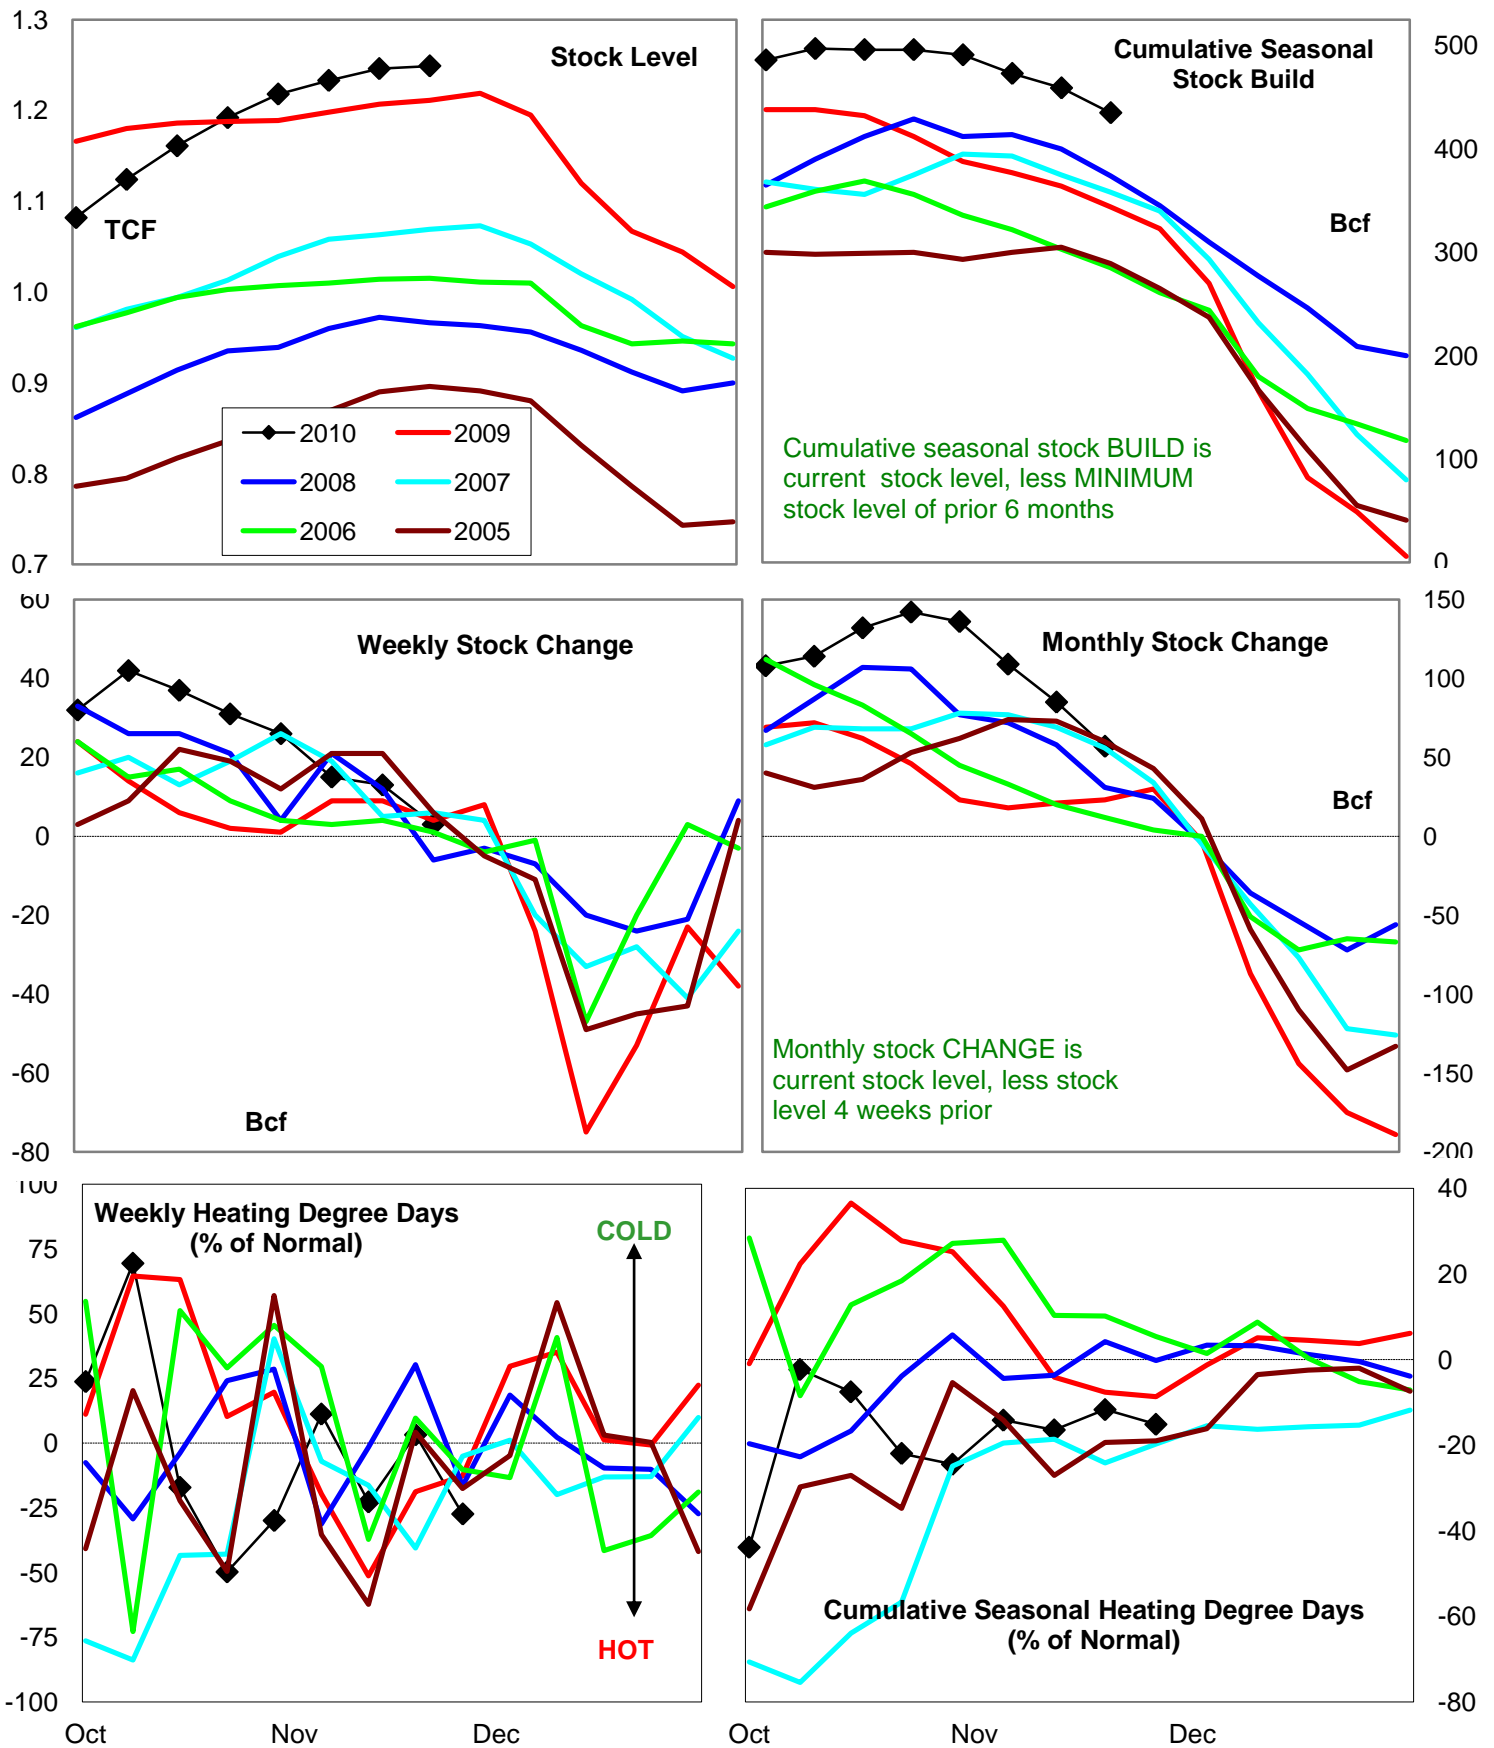 1.3
1.2
1.1
1.0
0.9
0.8
0.7
Stock Level
TCF
2010
2009
2008
2007
2006
2005
Cumulative Seasonal
Stock Build
Bcf
Cumulative seasonal stock BUILD is
current stock level, less MINIMUM
stock level of prior 6 months
500
400
300
200
100
0
60
40
20
0
-20
-40
-60
-80
Weekly Stock Change
Bcf
Monthly Stock Change
Bcf
Monthly stock CHANGE is
current stock level, less stock
level 4 weeks prior
150
100
50
0
-50
-100
-150
-200
100
75
50
25
0
-25
-50
-75
-100
Weekly Heating Degree Days
(% of Normal)
COLD
HOT
Oct Nov Dec
40
20
0
-20
-40
-60
-80
Cumulative Seasonal Heating Degree Days
(% of Normal)
Oct Nov Dec